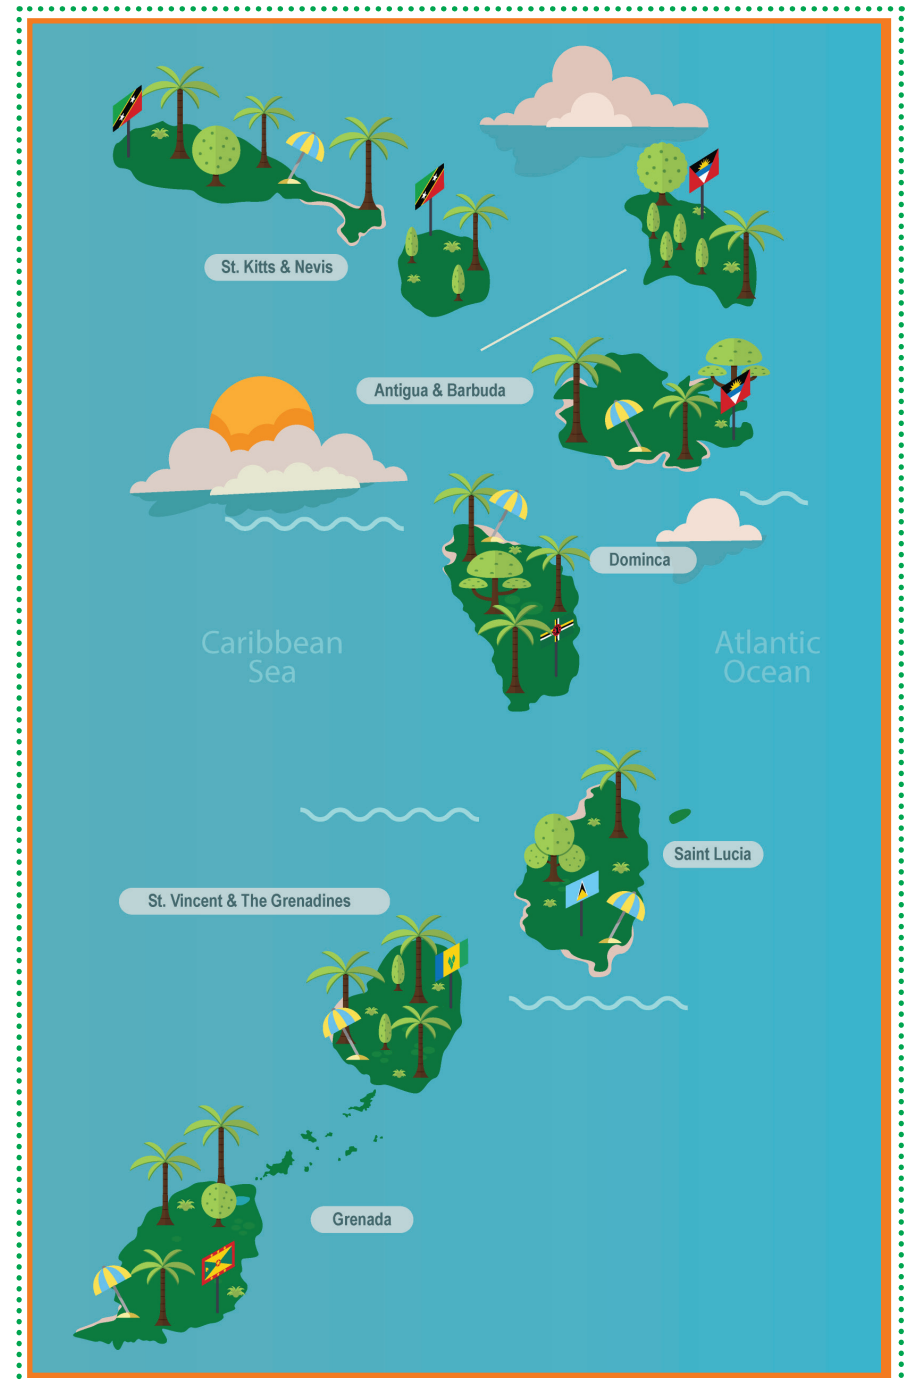 St. Kitts & Nevis
Antigua & Barbuda
Dominca
Caribbean
Sea
Atlantic
Ocean
Saint Lucia
St. Vincent & The Grenadines
Grenada